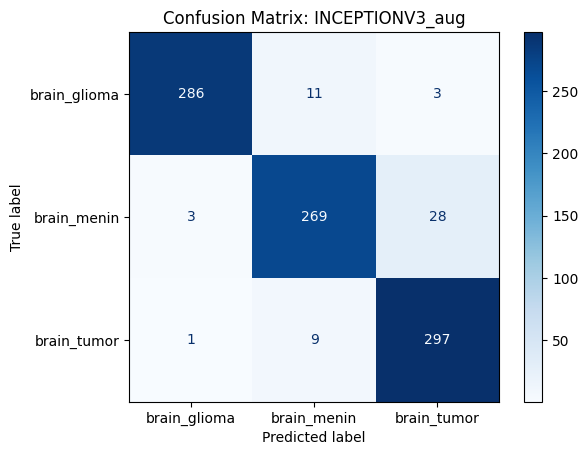 Confusion Matrix: INCEPTIONV3_aug
brain_glioma 286 11 3
brain_menin 3 269 28
brain_tumor 1 9 297
brain_glioma brain_menin brain_tumor
Predicted label
True label
250
200
150
100
50